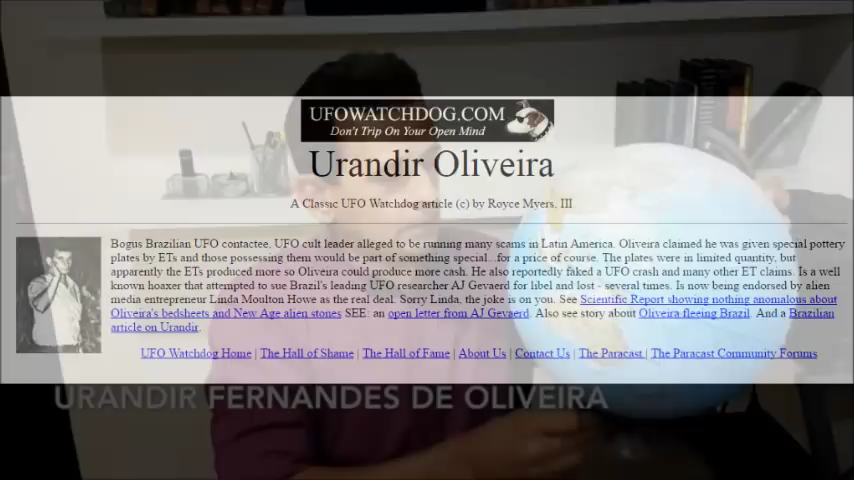 UFOWATCHDOG.COM
Don't Trip On Your Open Mind
Urandir Oliveira
A Classic UFO Watchdog article (c) by Royce Myers, III
Bogus Brazilian UFO contactee, UFO cult leader alleged to be running many scams in Latin America. Oliveira claimed he was given special pottery
plates by ETs and those possessing them would be part of something special...for a price of course. The plates were in limited quantity, but
apparently the ETs produced more so Oliveira could produce more cash. He also reportedly faked a UFO crash and many other ET claims. Is a well
known hoaxer that attempted to sue Brazil's leading UFO researcher AJ Gevaerd for libel and lost - several times. Is now being endorsed by alien
media entrepreneur Linda Moulton Howe as the real deal. Sorry Linda, the joke is on you. See Scientific Report showing nothing anomalous about
Oliveira's bedsheets and New Age alien stones SEE: an open letter from AJ Gevaerd. Also see story about Oliveira fleeing Brazil. And a Brazilian
article on Urandir.
UFO Watchdog Home | The Hall of Shame | The Hall of Fame | About Us | Contact Us | The Paracast | The Paracast Community Forums
URANDIR FERNANDES DE OLIVEIRA